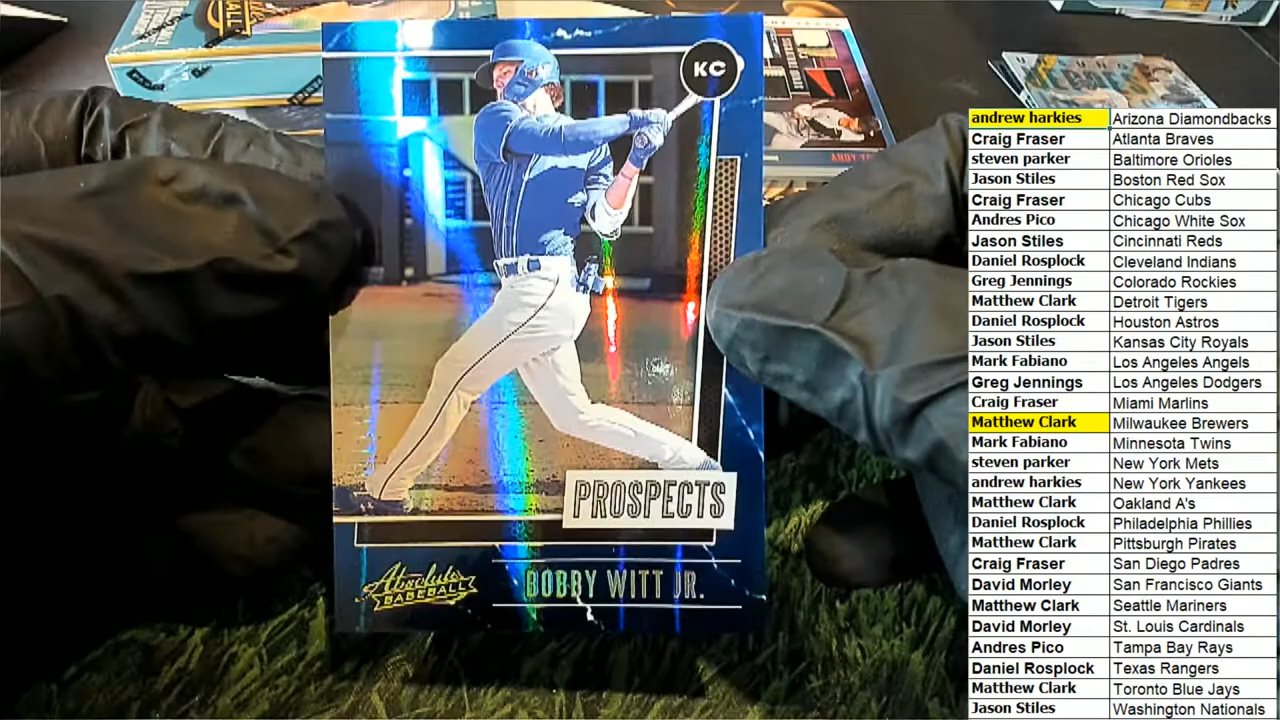 KC
PROSPECTS
Absolute
BASEBALL
BOBBY WITT JR.
andrew harkies Arizona Diamondbacks
Craig Fraser Atlanta Braves
steven parker Baltimore Orioles
Jason Stiles Boston Red Sox
Craig Fraser Chicago Cubs
Andres Pico Chicago White Sox
Jason Stiles Cincinnati Reds
Daniel Rosplock Cleveland Indians
Greg Jennings Colorado Rockies
Matthew Clark Detroit Tigers
Daniel Rosplock Houston Astros
Jason Stiles Kansas City Royals
Mark Fabiano Los Angeles Angels
Greg Jennings Los Angeles Dodgers
Craig Fraser Miami Marlins
Matthew Clark Milwaukee Brewers
Mark Fabiano Minnesota Twins
steven parker New York Mets
andrew harkies New York Yankees
Matthew Clark Oakland A's
Daniel Rosplock Philadelphia Phillies
Matthew Clark Pittsburgh Pirates
Craig Fraser San Diego Padres
David Morley San Francisco Giants
Matthew Clark Seattle Mariners
David Morley St. Louis Cardinals
Andres Pico Tampa Bay Rays
Daniel Rosplock Texas Rangers
Matthew Clark Toronto Blue Jays
Jason Stiles Washington Nationals